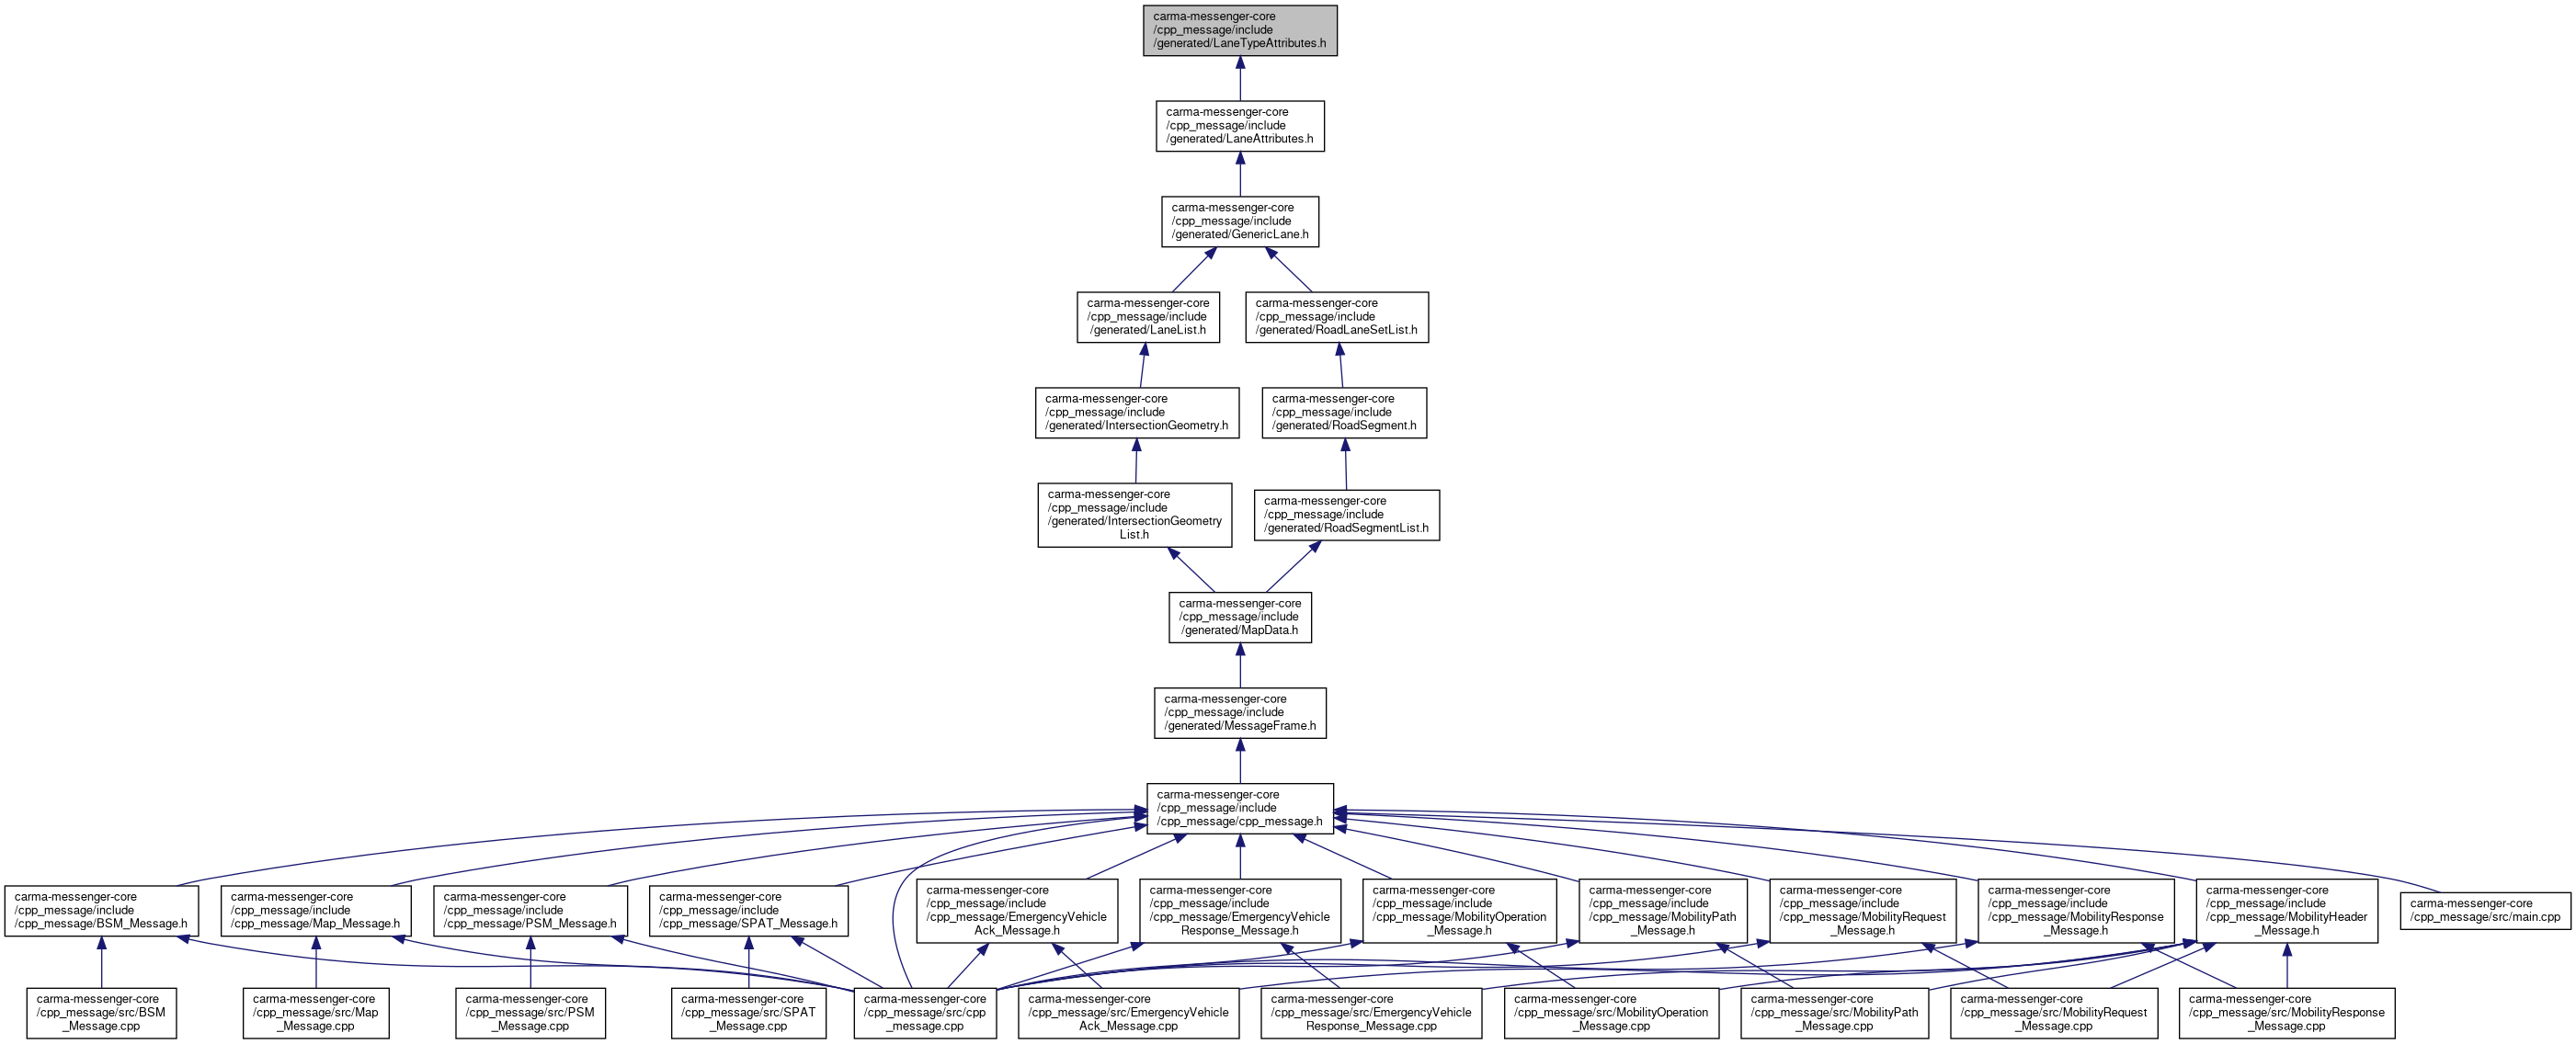 carma-messenger-core
/cpp_message/include
/generated/LaneTypeAttributes.h
carma-messenger-core
/cpp_message/include
/generated/LaneAttributes.h
carma-messenger-core
/cpp_message/include
/generated/GenericLane.h
carma-messenger-core
/cpp_message/include
/generated/LaneList.h
carma-messenger-core
/cpp_message/include
/generated/RoadLaneSetList.h
carma-messenger-core
/cpp_message/include
/generated/IntersectionGeometry.h
carma-messenger-core
/cpp_message/include
/generated/RoadSegment.h
carma-messenger-core
/cpp_message/include
/generated/IntersectionGeometry
List.h
carma-messenger-core
/cpp_message/include
/generated/RoadSegmentList.h
carma-messenger-core
/cpp_message/include
/generated/MapData.h
carma-messenger-core
/cpp_message/include
/generated/MessageFrame.h
carma-messenger-core
/cpp_message/include
/cpp_message/cpp_message.h
carma-messenger-core
/cpp_message/include
/cpp_message/BSM_Message.h
carma-messenger-core
/cpp_message/include
/cpp_message/Map_Message.h
carma-messenger-core
/cpp_message/include
/cpp_message/PSM_Message.h
carma-messenger-core
/cpp_message/include
/cpp_message/SPAT_Message.h
carma-messenger-core
/cpp_message/include
/cpp_message/EmergencyVehicle
Ack_Message.h
carma-messenger-core
/cpp_message/include
/cpp_message/EmergencyVehicle
Response_Message.h
carma-messenger-core
/cpp_message/include
/cpp_message/MobilityOperation
_Message.h
carma-messenger-core
/cpp_message/include
/cpp_message/MobilityPath
_Message.h
carma-messenger-core
/cpp_message/include
/cpp_message/MobilityRequest
_Message.h
carma-messenger-core
/cpp_message/include
/cpp_message/MobilityResponse
_Message.h
carma-messenger-core
/cpp_message/include
/cpp_message/MobilityHeader
_Message.h
carma-messenger-core
/cpp_message/src/main.cpp
carma-messenger-core
/cpp_message/src/BSM
_Message.cpp
carma-messenger-core
/cpp_message/src/Map
_Message.cpp
carma-messenger-core
/cpp_message/src/PSM
_Message.cpp
carma-messenger-core
/cpp_message/src/SPAT
_Message.cpp
carma-messenger-core
/cpp_message/src/cpp
_message.cpp
carma-messenger-core
/cpp_message/src/EmergencyVehicle
Ack_Message.cpp
carma-messenger-core
/cpp_message/src/EmergencyVehicle
Response_Message.cpp
carma-messenger-core
/cpp_message/src/MobilityOperation
_Message.cpp
carma-messenger-core
/cpp_message/src/MobilityPath
_Message.cpp
carma-messenger-core
/cpp_message/src/MobilityRequest
_Message.cpp
carma-messenger-core
/cpp_message/src/MobilityResponse
_Message.cpp